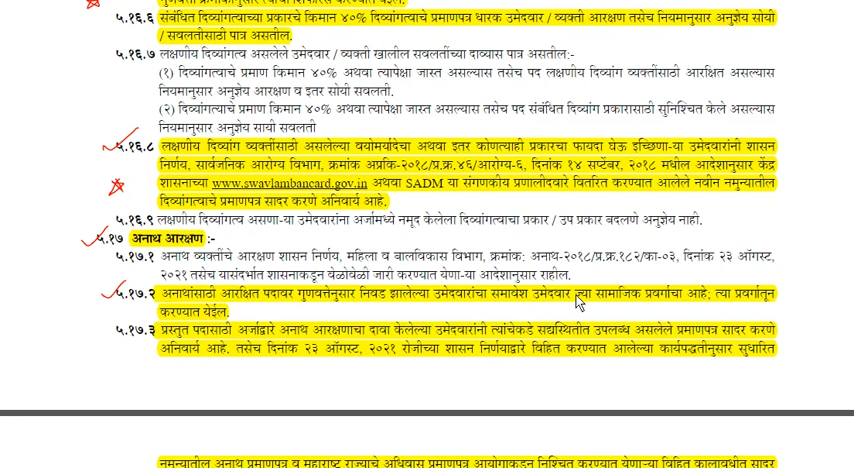 ५.१६.६ संबंधित दिव्यांगत्वाच्या प्रकारचे किमान ४०% दिव्यांगत्वाचे प्रमाणपत्र धारक उमेदवार / व्यक्ती आरक्षण तसेच नियमानुसार अनुज्ञेय सोयी
/ सवलतीसाठी पात्र असतील.
५.१६.७ लक्षणीय दिव्यांगत्व असलेले उमेदवार / व्यक्ती खालील सवलतींच्या दाव्यास पात्र असतील:-
(१) दिव्यांगत्वाचे प्रमाण किमान ४०% अथवा त्यापेक्षा जास्त असल्यास तसेच पद लक्षणीय दिव्यांग व्यक्तींसाठी आरक्षित असल्यास
नियमानुसार अनुज्ञेय आरक्षण व इतर सोयी सवलती.
(२) दिव्यांगत्वाचे प्रमाण किमान ४०% अथवा त्यापेक्षा जास्त असल्यास तसेच पद संबंधित दिव्यांग प्रकारासाठी सुनिश्चित केले असल्यास
नियमानुसार अनुज्ञेय सोयी सवलती
५.१६.८ लक्षणीय दिव्यांग व्यक्तींसाठी असलेल्या वयोमर्यादेचा अथवा इतर कोणत्याही प्रकारचा फायदा घेऊ इच्छिणा-या उमेदवारांनी शासन
निर्णय, सार्वजनिक आरोग्य विभाग, क्रमांक अप्रकि-२०१८/प्र.क्र.४६/आरोग्य-६, दिनांक १४ सप्टेंबर, २०१८ मधील आदेशानुसार केंद्र
शासनाच्या www.swavlambancard.gov.in अथवा SADM या संगणकीय प्रणालीदवारे वितरित करण्यात आलेले नवीन नमुन्यातील
दिव्यांगत्वाचे प्रमाणपत्र सादर करणे अनिवार्य आहे.
५.१६.९ लक्षणीय दिव्यांगत्व असणा-या उमेदवारांना अर्जामध्ये नमूद केलेला दिव्यांगत्वाचा प्रकार / उप प्रकार बदलणे अनुज्ञेय नाही.
५.१७ अनाथ आरक्षण :-
५.१७.१ अनाथ व्यक्तींचे आरक्षण शासन निर्णय, महिला व बालविकास विभाग, क्रमांक: अनाथ-२०१८/प्र.क्र.१८२/का-०३, दिनांक २३ ऑगस्ट,
२०२१ तसेच यासंदर्भात शासनाकडून वेळोवेळी जारी करण्यात येणा-या आदेशानुसार राहील.
५.१७.२ अनाथांसाठी आरक्षित पदावर गुणवत्तेनुसार निवड झालेल्या उमेदवारांचा समावेश उमेदवार ज्या सामाजिक प्रवर्गाचा आहे; त्या प्रवर्गातून
करण्यात येईल.
५.१७.३ प्रस्तुत पदासाठी अर्जाद्वारे अनाथ आरक्षणाचा दावा केलेल्या उमेदवारांनी त्यांचेकडे सद्यस्थितीत उपलब्ध असलेले प्रमाणपत्र सादर करणे
अनिवार्य आहे. तसेच दिनांक २३ ऑगस्ट, २०२१ रोजीच्या शासन निर्णयाद्वारे विहित करण्यात आलेल्या कार्यपद्धतीनुसार सुधारित
नमुन्यातील अनाथ प्रमाणपत्र व महाराष्ट्र राज्याचे अधिवास प्रमाणपत्र आयोगाकडून निश्चित करण्यात येणाऱ्या विहित कालावधीत सादर